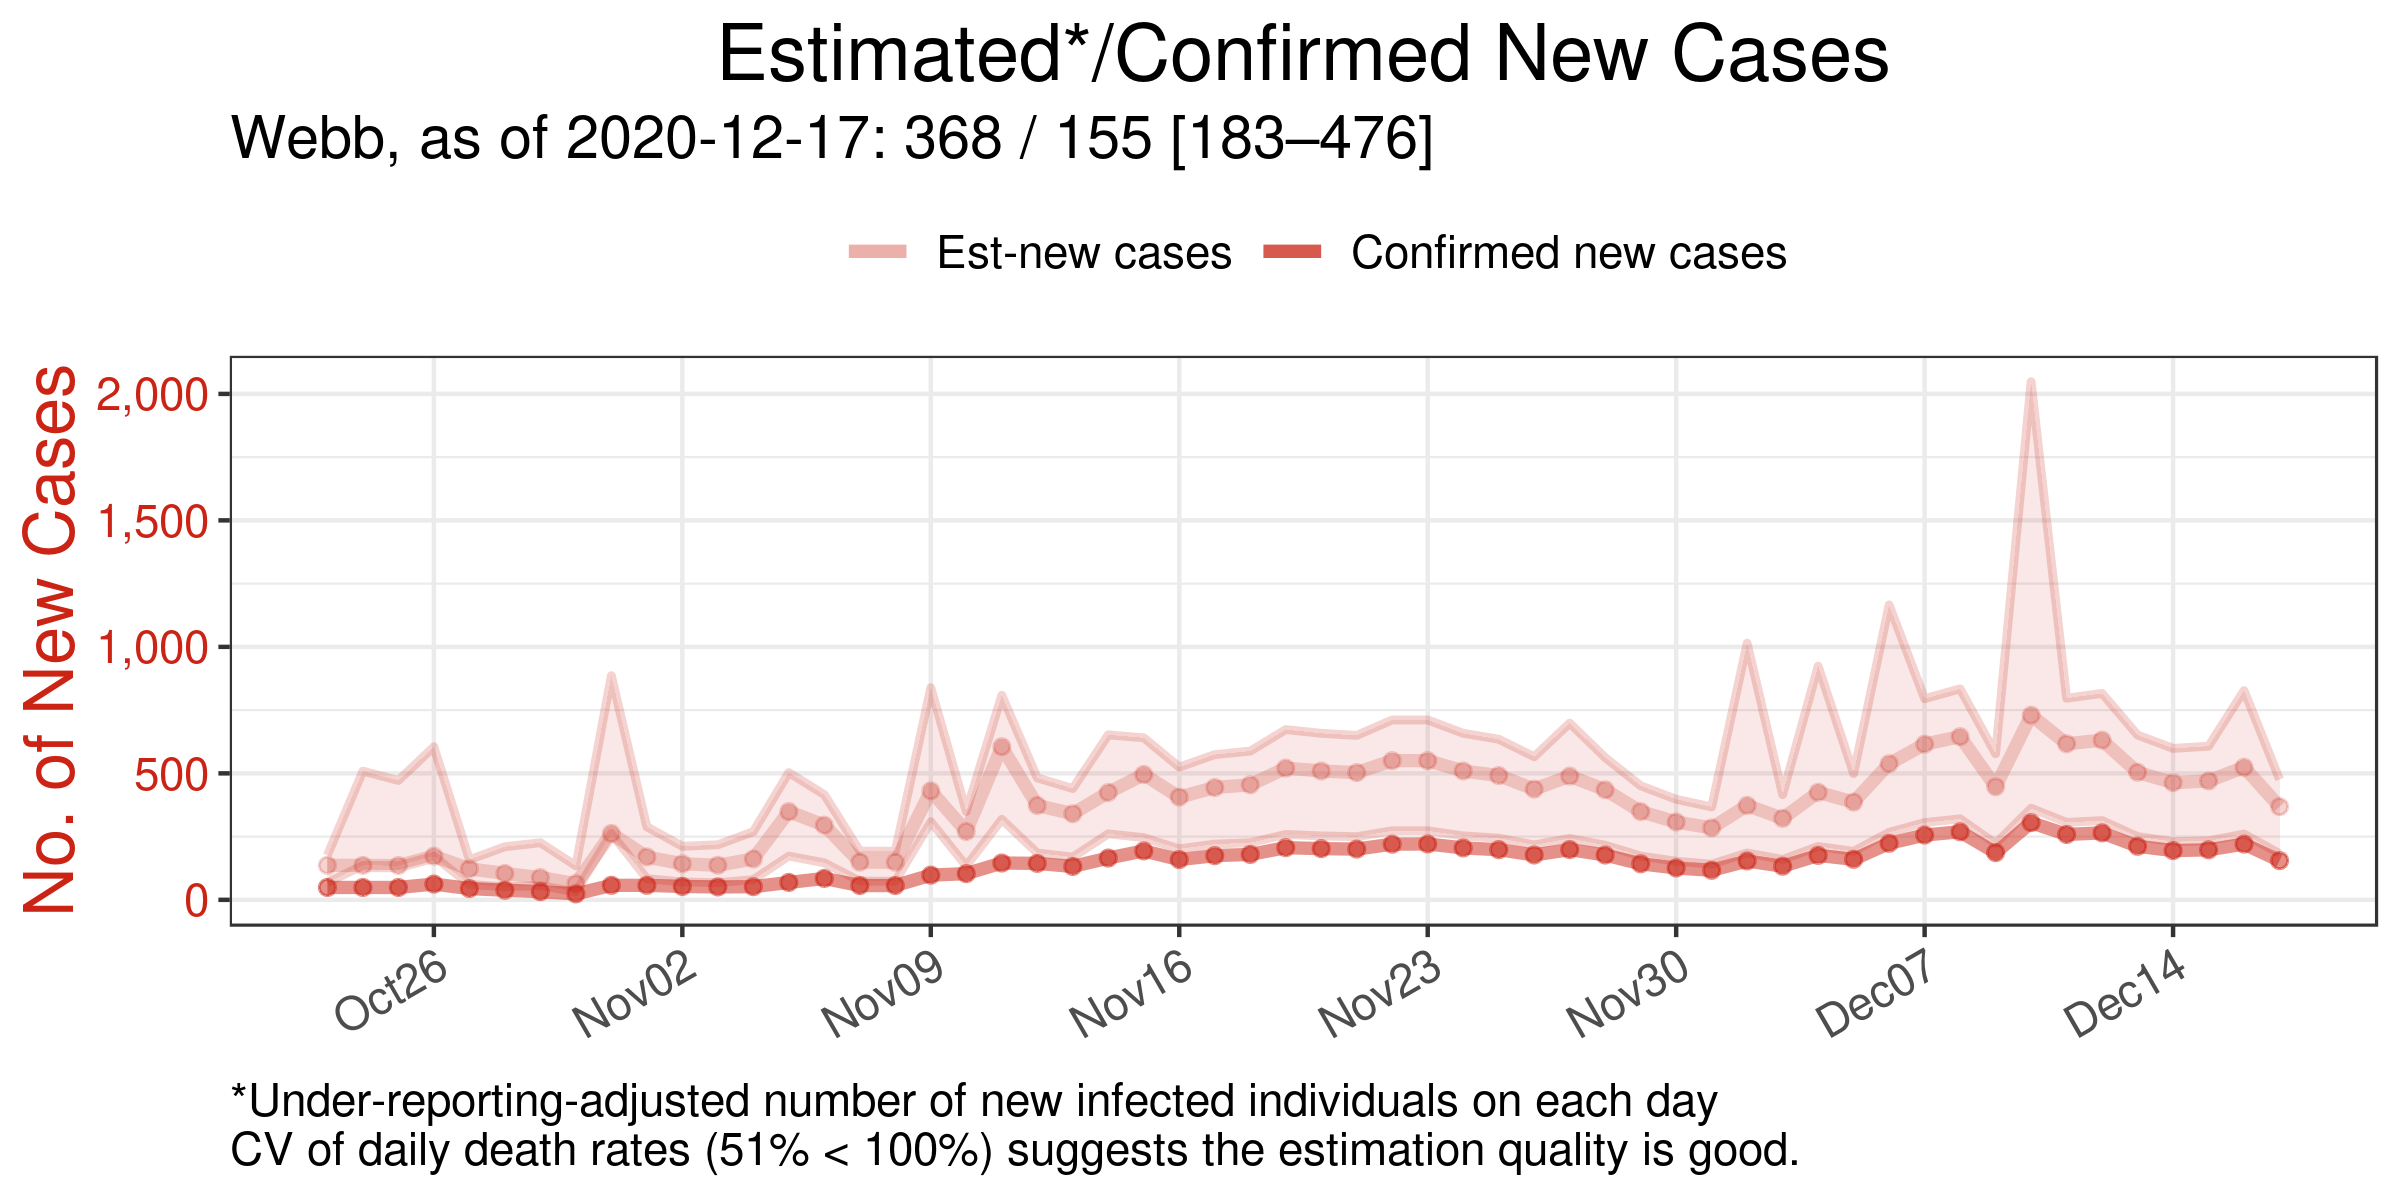 Estimated*/Confirmed New Cases
Webb, as of 2020-12-17: 368 / 155 [183–476]
Est-new cases Confirmed new cases
No. of New Cases
2,000
1,500
1,000
500
0
Oct26 Nov02 Nov09 Nov16 Nov23 Nov30 Dec07 Dec14
*Under-reporting-adjusted number of new infected individuals on each day
CV of daily death rates (51% < 100%) suggests the estimation quality is good.